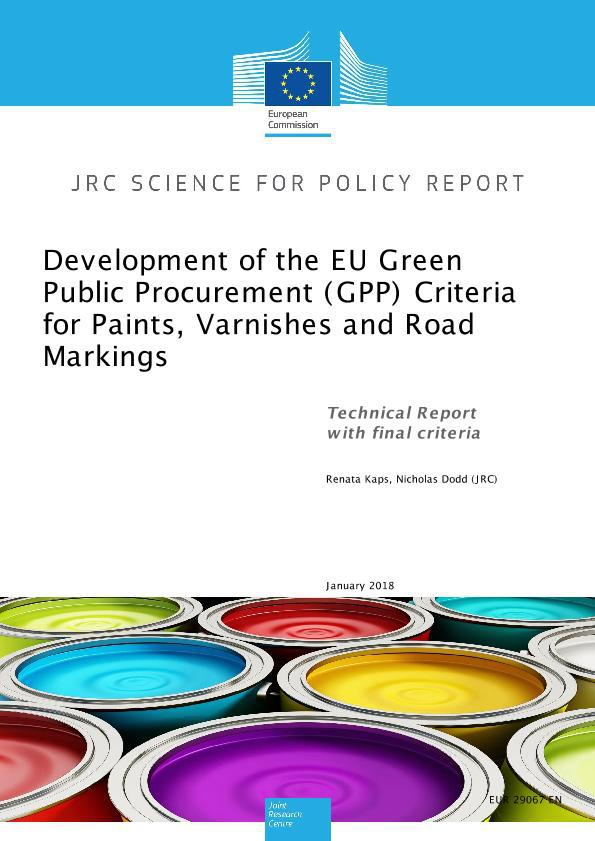 European
Commission
JRC SCIENCE FOR POLICY REPORT
Development of the EU Green
Public Procurement (GPP) Criteria
for Paints, Varnishes and Road
Markings
Technical Report
with final criteria
Renata Kaps, Nicholas Dodd (JRC)
January 2018
EUR 29067 EN
Joint
Research
Centre